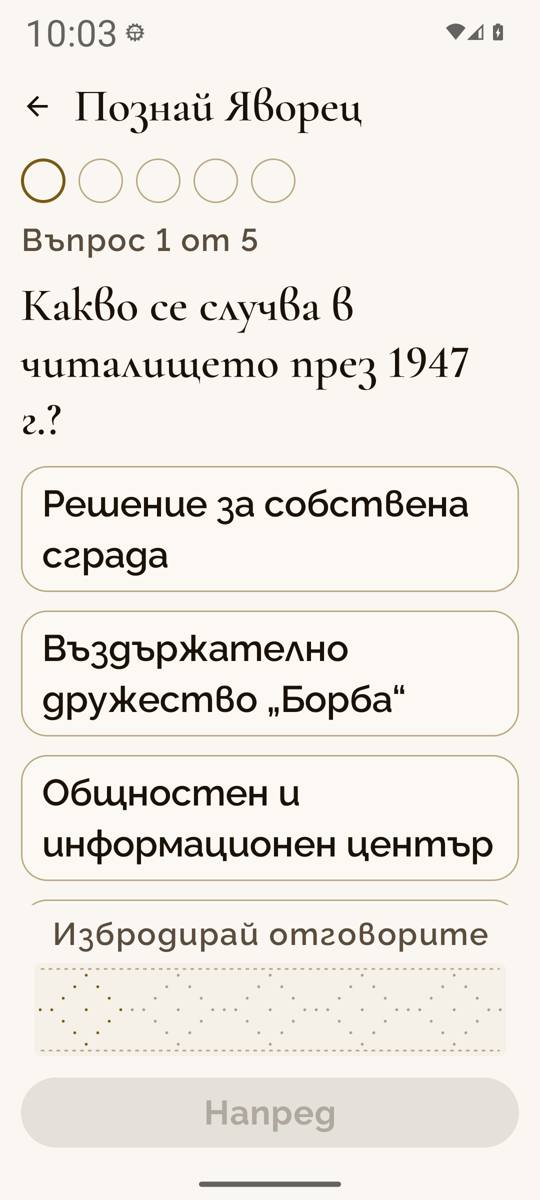 10:03
Познай Яворец
Въпрос 1 от 5
Какво се случва в
читалището през 1947
г.?
Решение за собствена
сграда
Въздържателно
дружество „Борба“
Общностен и
информационен център
Избродирай отговорите
Напред